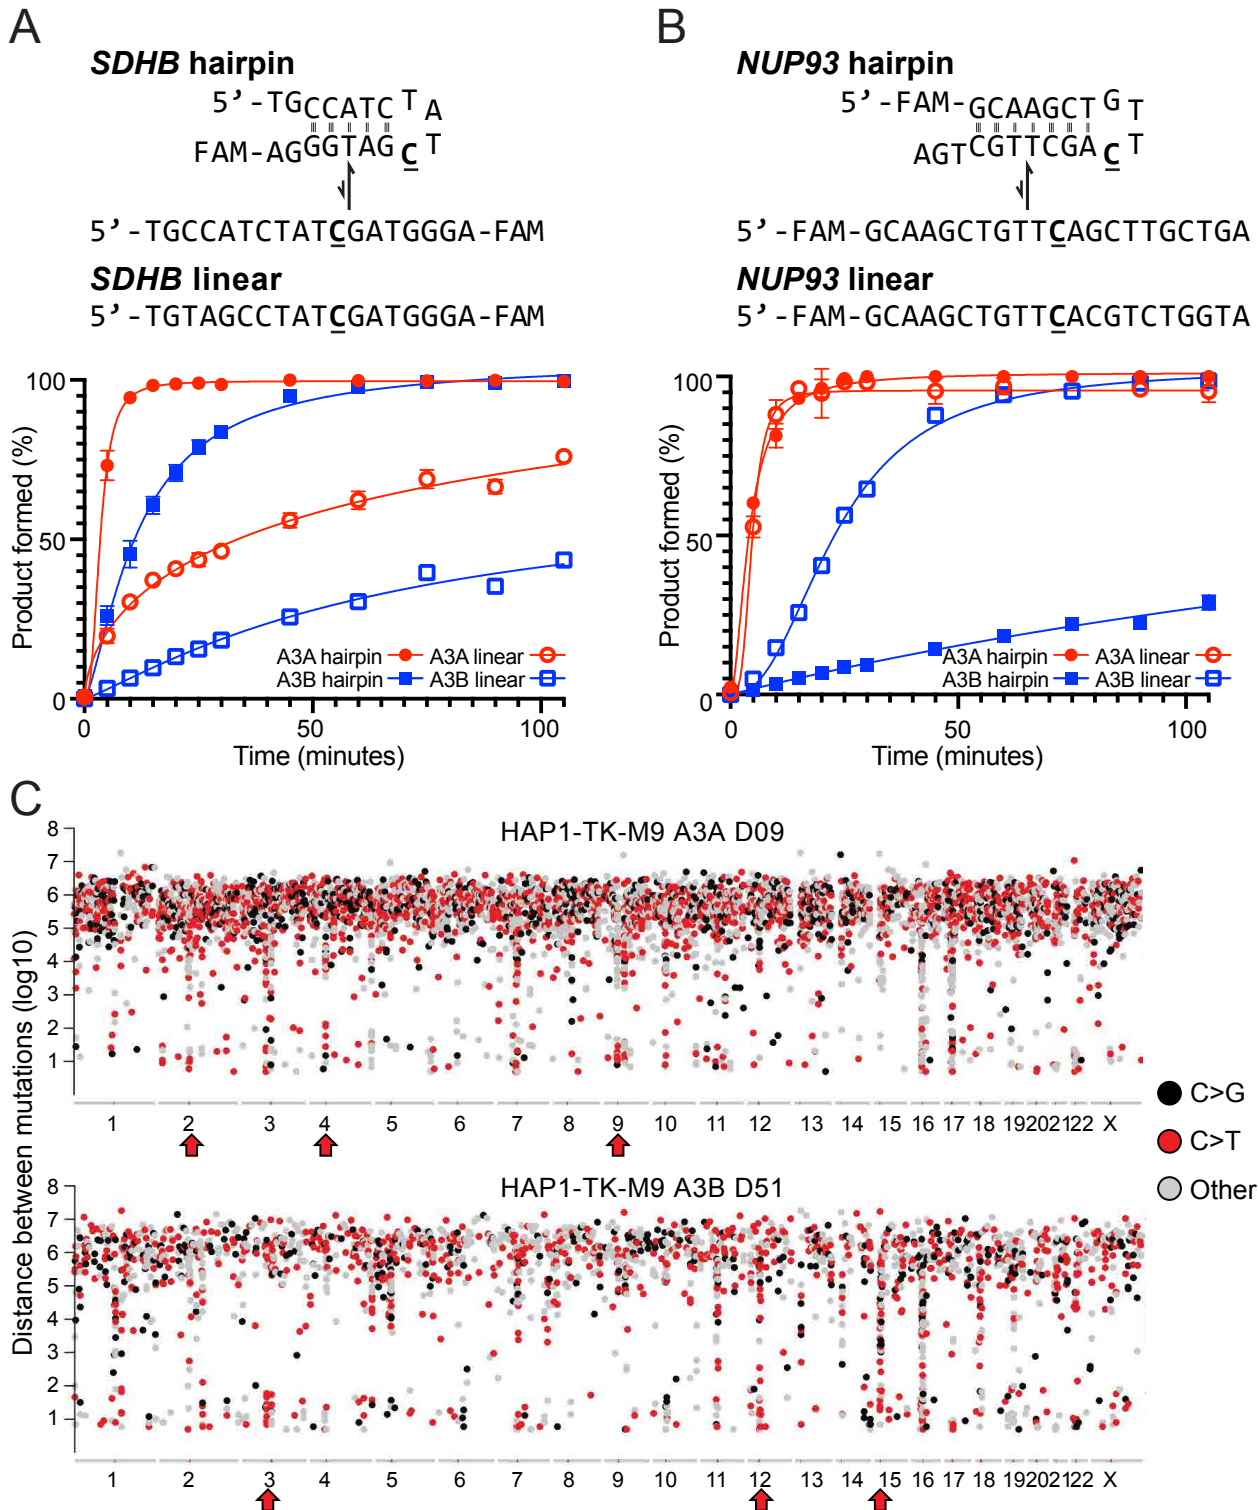 A
SDHB hairpin
5’-TGCCATCTA
FAM-AGGGTAGCT
5’-TGCCATCTATCGATGGGA-FAM
SDHB linear
5’-TGTAGCCTATCGATGGGA-FAM
Product formed (%)
100
50
0
A3A hairpin A3A linear
A3B hairpin A3B linear
0 50 100
Time (minutes)
B
NUP93 hairpin
5’-FAM-GCAAGCTGT
AGTCGTTCGACT
5’-FAM-GCAAGCTGTTCAGCTTGCTGA
NUP93 linear
5’-FAM-GCAAGCTGTTCACGTCTGGTA
Product formed (%)
100
50
0
A3A hairpin A3A linear
A3B hairpin A3B linear
0 50 100
Time (minutes)
C
Distance between mutations (log10)
HAP1-TK-M9 A3A D09
8
7
6
5
4
3
2
1
1 2 3 4 5 6 7 8 9 10 11 12 13 14 15 16 17 18 19 20 21 22 X
HAP1-TK-M9 A3B D51
8
7
6
5
4
3
2
1
1 2 3 4 5 6 7 8 9 10 11 12 13 14 15 16 17 18 19 20 21 22 X
C>G
C>T
Other